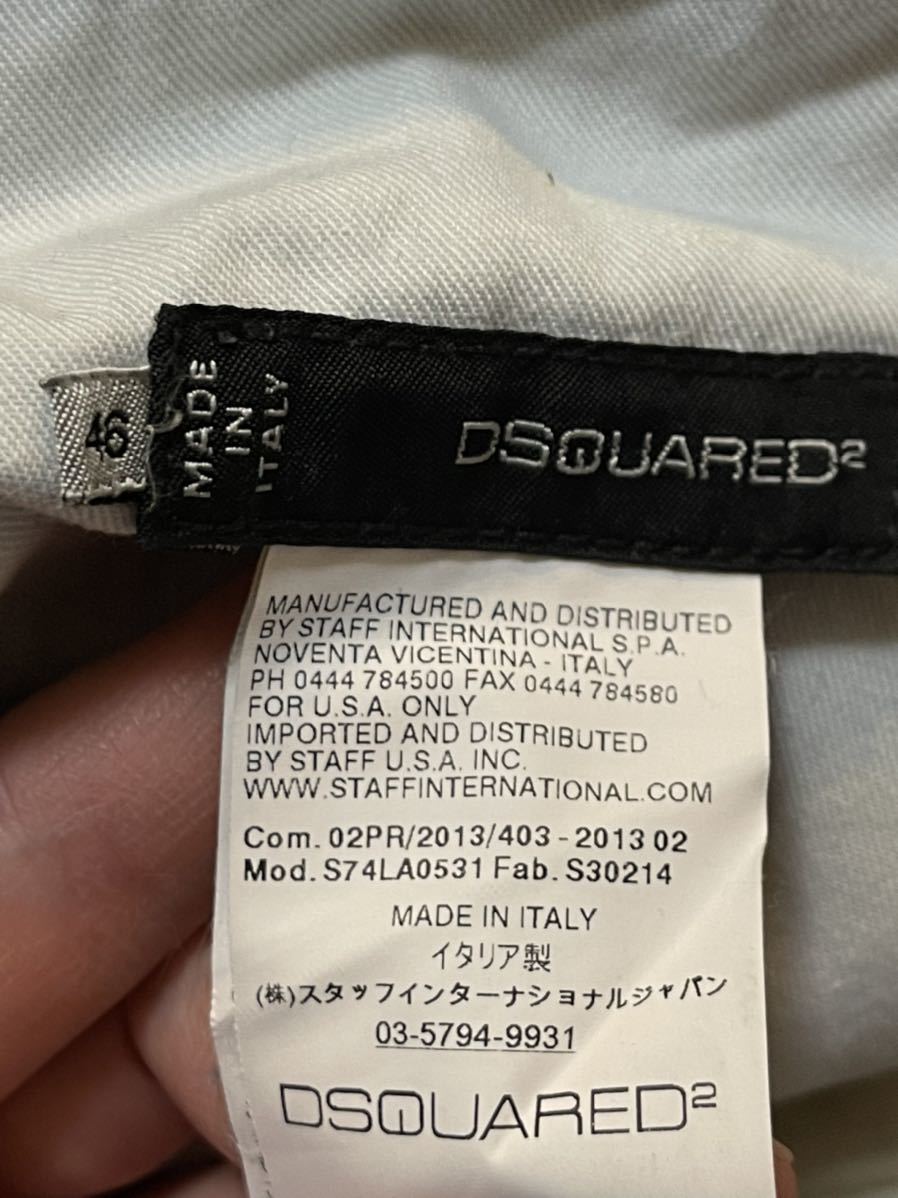 46
MADE
IN
ITALY
DSQUARED2
MANUFACTURED AND DISTRIBUTED
BY STAFF INTERNATIONAL S.P.A.
NOVENTA VICENTINA - ITALY
PH 0444 784500 FAX 0444 784580
FOR U.S.A. ONLY
IMPORTED AND DISTRIBUTED
BY STAFF U.S.A. INC.
WWW.STAFFINTERNATIONAL.COM
Com. 02PR/2013/403 - 2013 02
Mod. S74LA0531 Fab. S30214
MADE IN ITALY
イタリア製
(株)スタッフインターナショナルジャパン
03-5794-9931
DSQUARED2